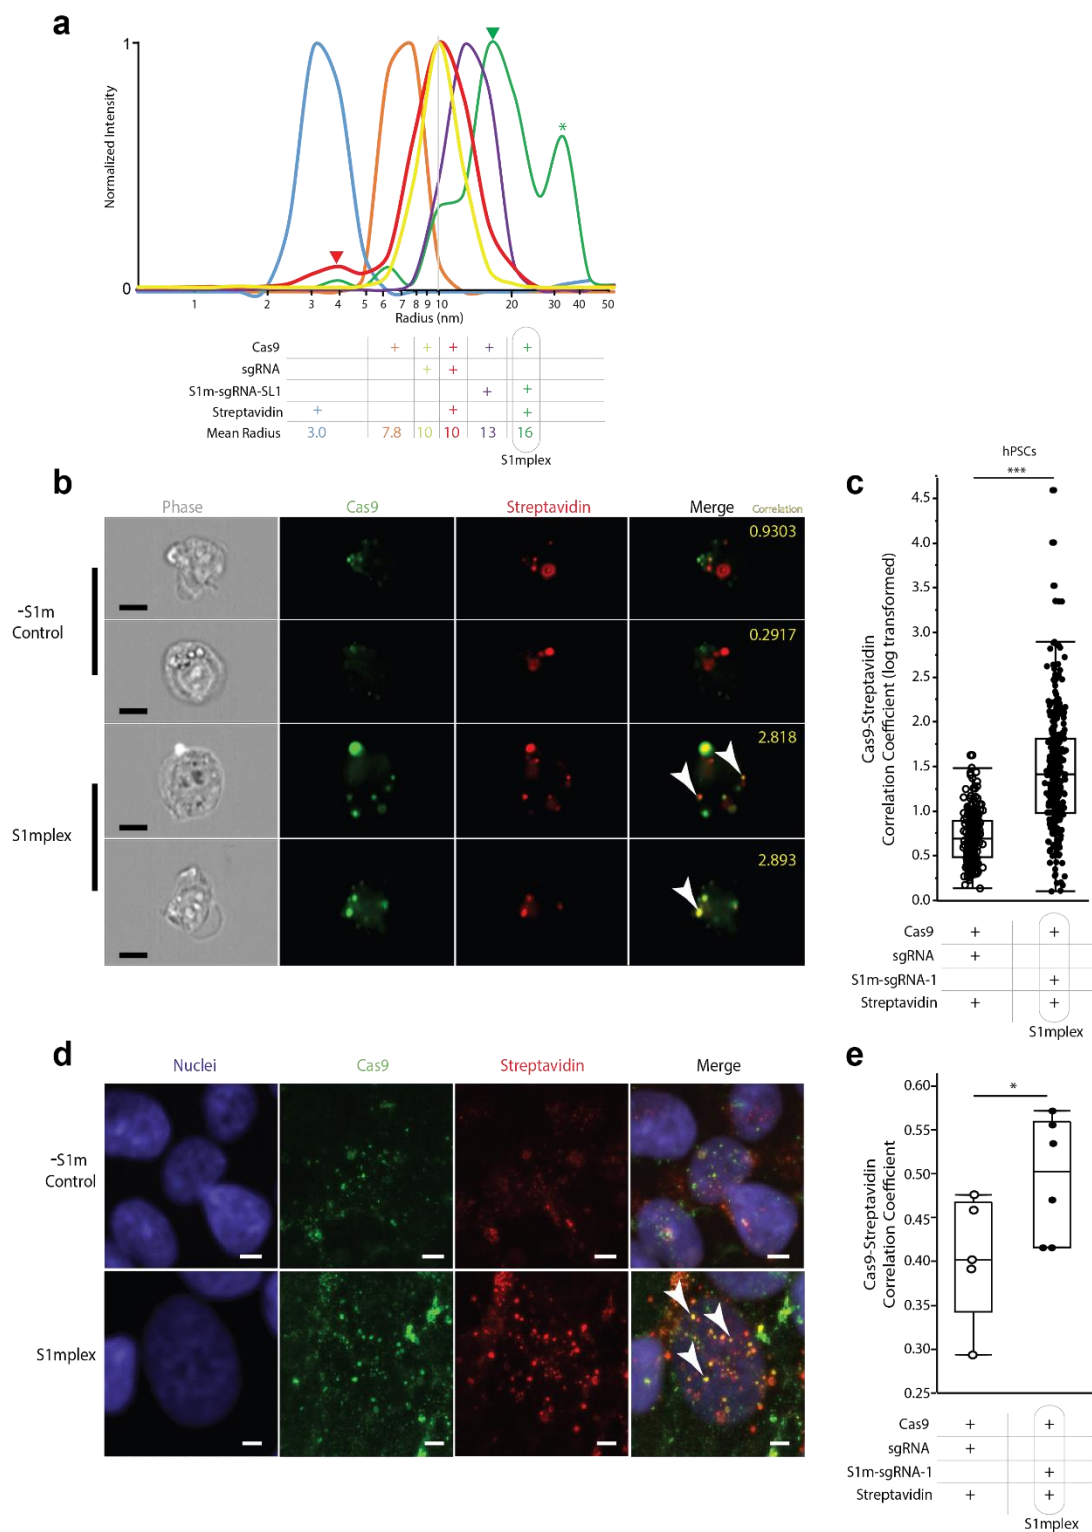 a
1
Normalized Intensity
*
0
1 2 3 4 5 6 7 8 9 10 20 30 40 50
Radius (nm)
Cas9 + + + + +
sgRNA + +
S1m-sgRNA-SL1 + +
Streptavidin + + +
Mean Radius 3.0 7.8 10 10 13 16
S1mplex
b
Phase Cas9 Streptavidin Merge Correlation
-S1m
Control
0.9303
0.2917
S1mplex
2.818
2.893
c
hPSCs
***
Cas9-Streptavidin
Correlation Coefficient (log transformed)
4.5
4.0
3.5
3.0
2.5
2.0
1.5
1.0
0.5
0.0
Cas9 + +
sgRNA +
S1m-sgRNA-1 +
Streptavidin + +
S1mplex
d
Nuclei Cas9 Streptavidin Merge
-S1m
Control
S1mplex
e
*
Cas9-Streptavidin
Correlation Coefficient
0.60
0.55
0.50
0.45
0.40
0.35
0.30
0.25
Cas9 + +
sgRNA +
S1m-sgRNA-1 +
Streptavidin + +
S1mplex